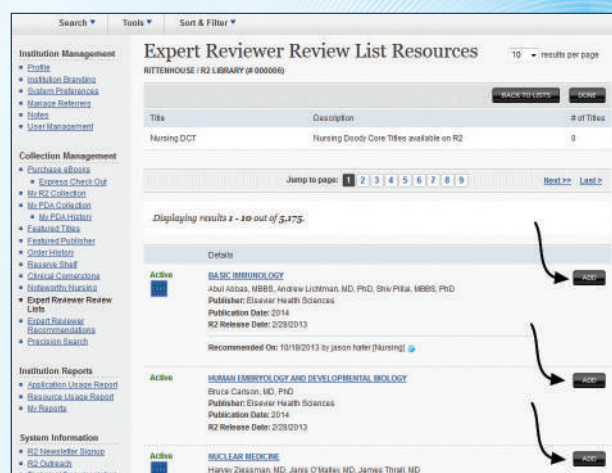 Search ▼ Tools ▼ Sort & Filter ▼
Institution Management
Profile
Institution Branding
System Preferences
Manage Referrers
Notes
User Management
Collection Management
Purchase eBooks
Express Check Out
My R2 Collection
My PDA Collection
My PDA History
Featured Titles
Featured Publisher
Order History
Reserve Shelf
Clinical Cornerstone
Noteworthy Nursing
Expert Reviewer Review
Lists
Expert Reviewer
Recommendations
Precision Search
Institution Reports
Application Usage Report
Resource Usage Report
My Reports
System Information
R2 Newsletter Signup
R2 Outreach
Expert Reviewer Review List Resources
10 results per page
RITTENHOUSE / R2 LIBRARY (# 000006)
BACK TO LISTS DONE
Title Description # of Titles
Nursing DCT Nursing Doody Core Titles available on R2 0
Jump to page: 1 2 3 4 5 6 7 8 9 Next >> Last >
Displaying results 1 - 10 out of 5,175.
Details
Active BASIC IMMUNOLOGY ADD
Abul Abbas, MBBS, Andrew Lichtman, MD, PhD, Shiv Pillai, MBBS, PhD
Publisher: Elsevier Health Sciences
Publication Date: 2014
R2 Release Date: 2/28/2013
Recommended On: 10/18/2013 by jason hafer [Nursing]
Active HUMAN EMBRYOLOGY AND DEVELOPMENTAL BIOLOGY ADD
Bruce Carlson, MD, PhD
Publisher: Elsevier Health Sciences
Publication Date: 2014
R2 Release Date: 2/28/2013
Active NUCLEAR MEDICINE ADD
Harvey Ziessman, MD, Janis O'Malley, MD, James Thrall, MD